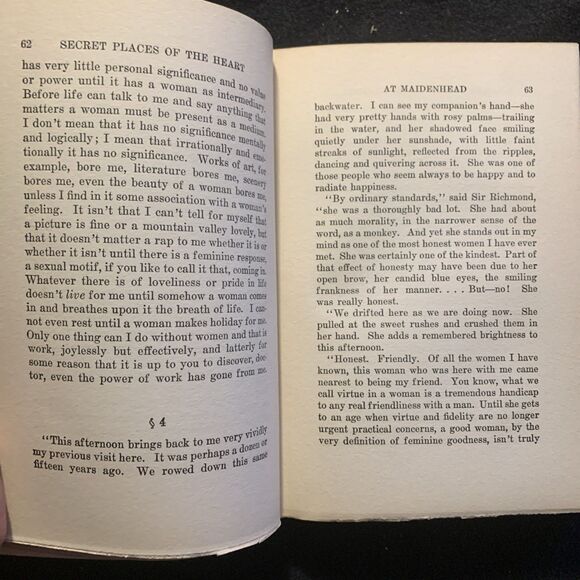 62 SECRET PLACES OF THE HEART
has very little personal significance and no value
or power until it has a woman as intermediary.
Before life can talk to me and say anything that
matters a woman must be present as a medium.
I don't mean that it has no significance mentally
and logically; I mean that irrationally and emo-
tionally it has no significance. Works of art, for
example, bore me, literature bores me, scenery
bores me, even the beauty of a woman bores me,
unless I find in it some association with a woman's
feeling. It isn't that I can't tell for myself that
a picture is fine or a mountain valley lovely, but
that it doesn't matter a rap to me whether it is or
whether it isn't until there is a feminine response,
a sexual motif, if you like to call it that, coming in.
Whatever there is of loveliness or pride in life
doesn't live for me until somehow a woman comes
in and breathes upon it the breath of life. I can-
not even rest until a woman makes holiday for me.
Only one thing can I do without women and that is
work, joylessly but effectively, and latterly for
some reason that it is up to you to discover, doc-
tor, even the power of work has gone from me.
§ 4
"This afternoon brings back to me very vividly
my previous visit here. It was perhaps a dozen or
fifteen years ago. We rowed down this same
AT MAIDENHEAD 63
backwater. I can see my companion's hand—she
had very pretty hands with rosy palms—trailing
in the water, and her shadowed face smiling
quietly under her sunshade, with little faint
streaks of sunlight, reflected from the ripples,
dancing and quivering across it. She was one of
those people who seem always to be happy and to
radiate happiness.
"By ordinary standards," said Sir Richmond,
"she was a thoroughly bad lot. She had about
as much morality, in the narrower sense of the
word, as a monkey. And yet she stands out in my
mind as one of the most honest women I have ever
met. She was certainly one of the kindest. Part of
that effect of honesty may have been due to her
open brow, her candid blue eyes, the smiling
frankness of her manner. . . . But—no! She
was really honest.
"We drifted here as we are doing now. She
pulled at the sweet rushes and crushed them in
her hand. She adds a remembered brightness to
this afternoon.
"Honest. Friendly. Of all the women I have
known, this woman who was here with me came
nearest to being my friend. You know, what we
call virtue in a woman is a tremendous handicap
to any real friendliness with a man. Until she gets
to an age when virtue and fidelity are no longer
urgent practical concerns, a good woman, by the
very definition of feminine goodness, isn't truly